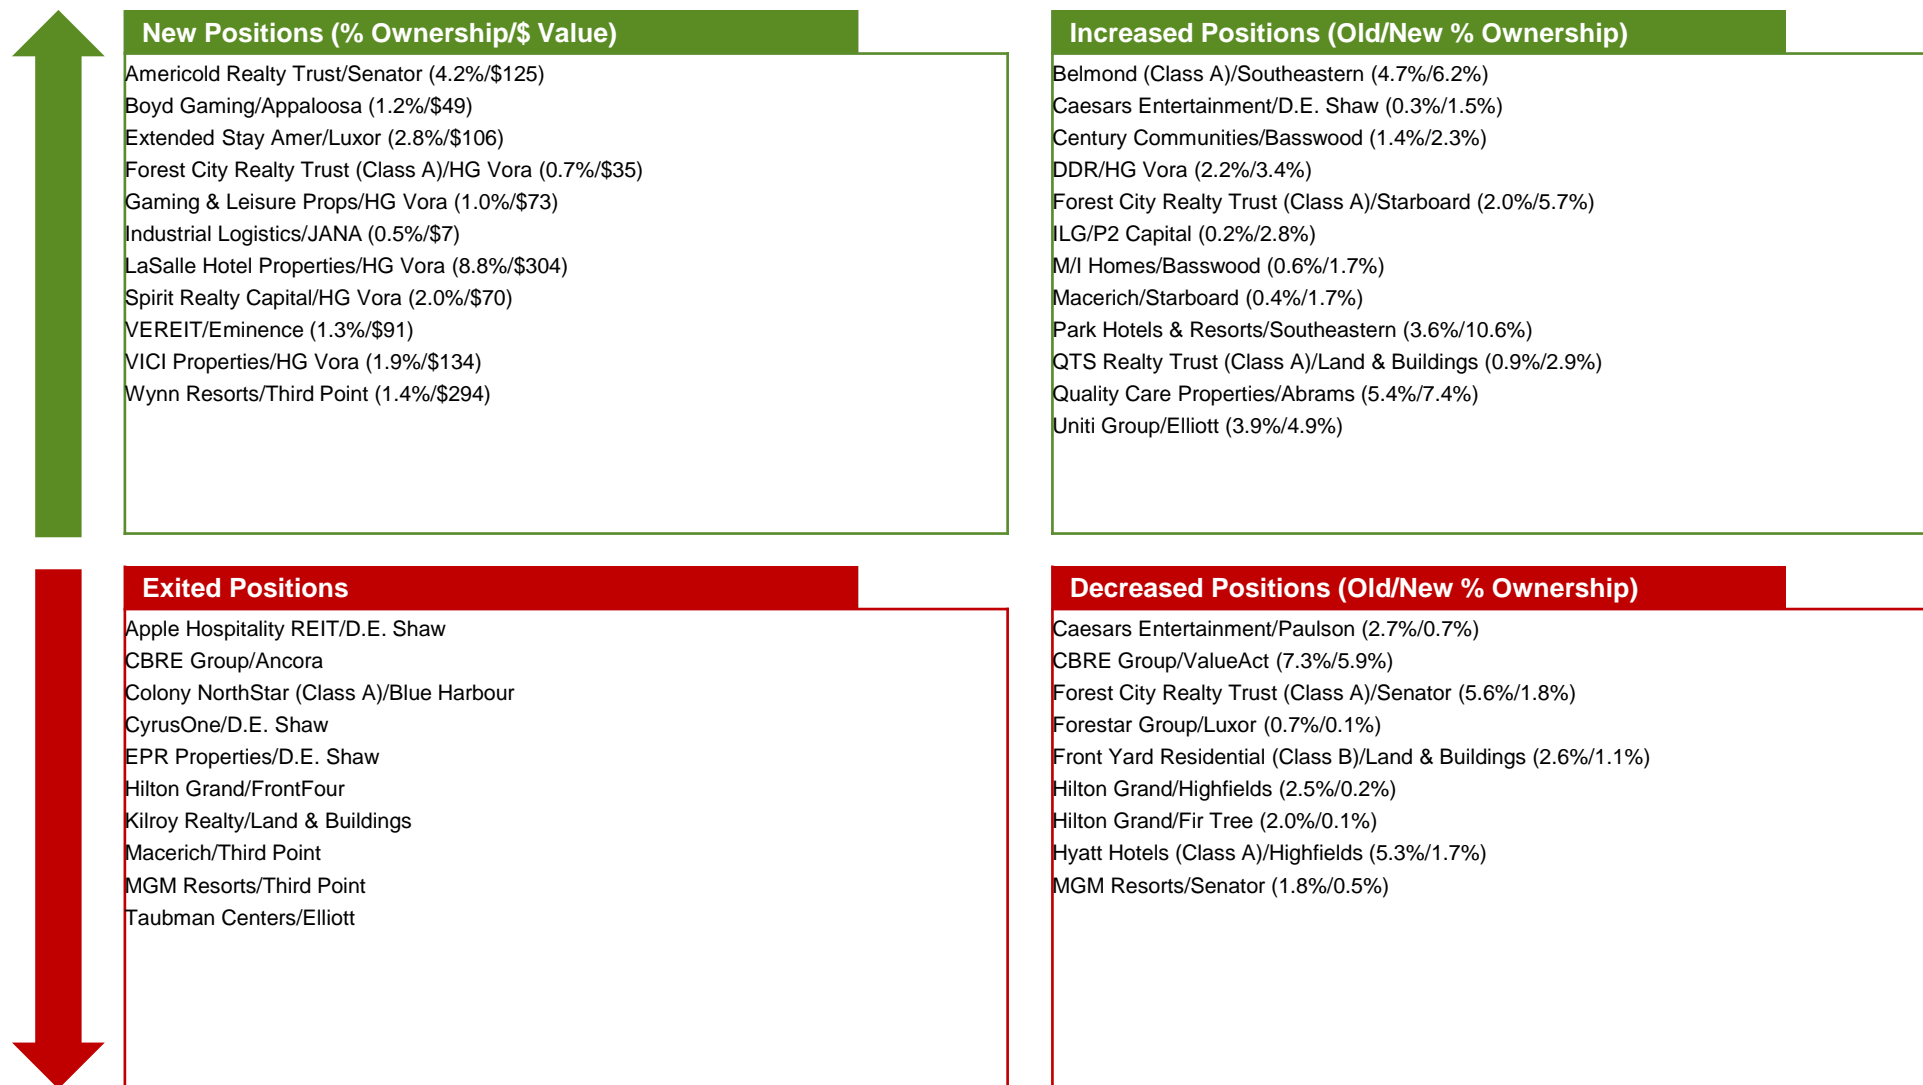 New Positions (% Ownership/$ Value)
Americold Realty Trust/Senator (4.2%/$125)
Boyd Gaming/Appaloosa (1.2%/$49)
Extended Stay Amer/Luxor (2.8%/$106)
Forest City Realty Trust (Class A)/HG Vora (0.7%/$35)
Gaming & Leisure Props/HG Vora (1.0%/$73)
Industrial Logistics/JANA (0.5%/$7)
LaSalle Hotel Properties/HG Vora (8.8%/$304)
Spirit Realty Capital/HG Vora (2.0%/$70)
VEREIT/Eminence (1.3%/$91)
VICI Properties/HG Vora (1.9%/$134)
Wynn Resorts/Third Point (1.4%/$294)
Increased Positions (Old/New % Ownership)
Belmond (Class A)/Southeastern (4.7%/6.2%)
Caesars Entertainment/D.E. Shaw (0.3%/1.5%)
Century Communities/Basswood (1.4%/2.3%)
DDR/HG Vora (2.2%/3.4%)
Forest City Realty Trust (Class A)/Starboard (2.0%/5.7%)
ILG/P2 Capital (0.2%/2.8%)
M/I Homes/Basswood (0.6%/1.7%)
Macerich/Starboard (0.4%/1.7%)
Park Hotels & Resorts/Southeastern (3.6%/10.6%)
QTS Realty Trust (Class A)/Land & Buildings (0.9%/2.9%)
Quality Care Properties/Abrams (5.4%/7.4%)
Uniti Group/Elliott (3.9%/4.9%)
Exited Positions
Apple Hospitality REIT/D.E. Shaw
CBRE Group/Ancora
Colony NorthStar (Class A)/Blue Harbour
CyrusOne/D.E. Shaw
EPR Properties/D.E. Shaw
Hilton Grand/FrontFour
Kilroy Realty/Land & Buildings
Macerich/Third Point
MGM Resorts/Third Point
Taubman Centers/Elliott
Decreased Positions (Old/New % Ownership)
Caesars Entertainment/Paulson (2.7%/0.7%)
CBRE Group/ValueAct (7.3%/5.9%)
Forest City Realty Trust (Class A)/Senator (5.6%/1.8%)
Forestar Group/Luxor (0.7%/0.1%)
Front Yard Residential (Class B)/Land & Buildings (2.6%/1.1%)
Hilton Grand/Highfields (2.5%/0.2%)
Hilton Grand/Fir Tree (2.0%/0.1%)
Hyatt Hotels (Class A)/Highfields (5.3%/1.7%)
MGM Resorts/Senator (1.8%/0.5%)